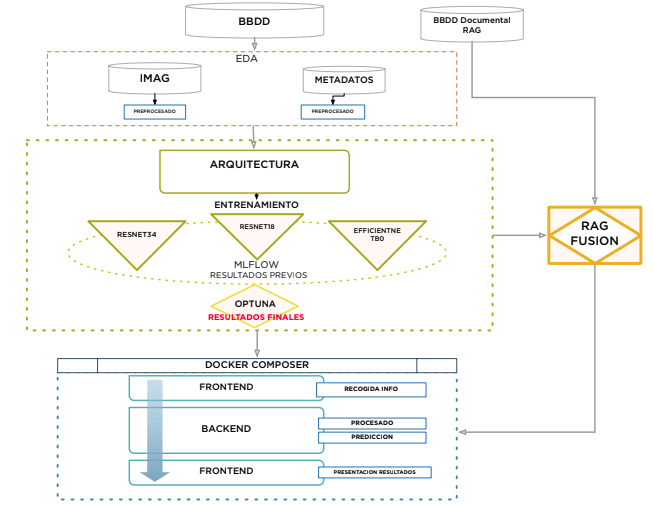 BBDD
BBDD Documental
RAG
EDA
IMAG
METADATOS
PREPROCESADO
PREPROCESADO
ARQUITECTURA
ENTRENAMIENTO
RESNET34
RESNET18
EFFICIENTNE
TB0
MLFLOW
RESULTADOS PREVIOS
OPTUNA
RESULTADOS FINALES
RAG
FUSION
DOCKER COMPOSER
FRONTEND
RECOGIDA INFO
BACKEND
PROCESADO
PREDICCION
FRONTEND
PRESENTACION RESULTADOS